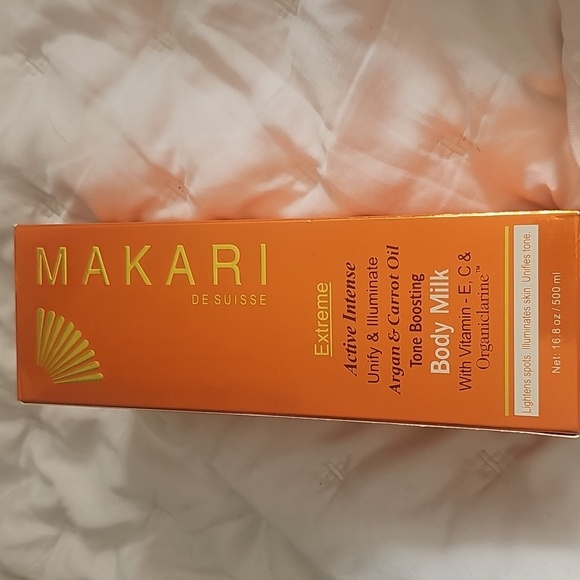 MAKARI
DE SUISSE
Extreme
Active Intense
Unify & Illuminate
Argan & Carrot Oil
Tone Boosting
Body Milk
With Vitamin - E, C &
Organiclarine™
Lightens spots. Illuminates skin. Unifies tone.
Net: 16.8 oz / 500 ml